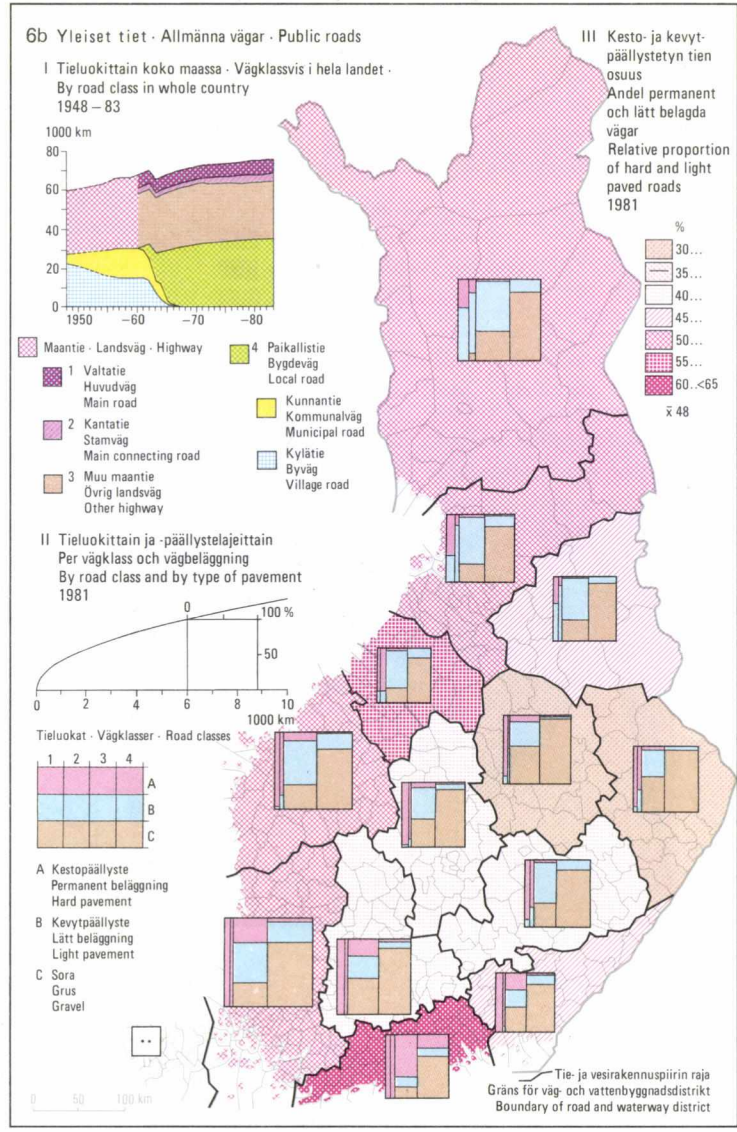 6b Yleiset tiet · Allmänna vägar · Public roads
I Tieluokittain koko maassa · Vägklassvis i hela landet ·
By road class in whole country
1948 – 83
1000 km
80
60
40
20
0
1950
–60
–70
–80
Maantie · Landsväg · Highway
1 Valtatie
Huvudväg
Main road
2 Kantatie
Stamväg
Main connecting road
3 Muu maantie
Övrig landsväg
Other highway
4 Paikallistie
Bygdeväg
Local road
Kunnantie
Kommunalväg
Municipal road
Kylätie
Byväg
Village road
II Tieluokittain ja -päällystelajeittain
Per vägklass och vägbeläggning
By road class and by type of pavement
1981
0
100 %
50
0 2 4 6 8 10
1000 km
Tieluokat · Vägklasser · Road classes
1 2 3 4
A
B
C
A Kestopäällyste
Permanent beläggning
Hard pavement
B Kevytpäällyste
Lätt beläggning
Light pavement
C Sora
Grus
Gravel
0 50 100 km
III Kesto- ja kevyt-
päällystetyn tien
osuus
Andel permanent
och lätt belagda
vägar
Relative proportion
of hard and light
paved roads
1981
%
30...
35...
40...
45...
50...
55...
60..<65
x̄ 48
Tie- ja vesirakennuspiirin raja
Gräns för väg- och vattenbyggnadsdistrikt
Boundary of road and waterway district